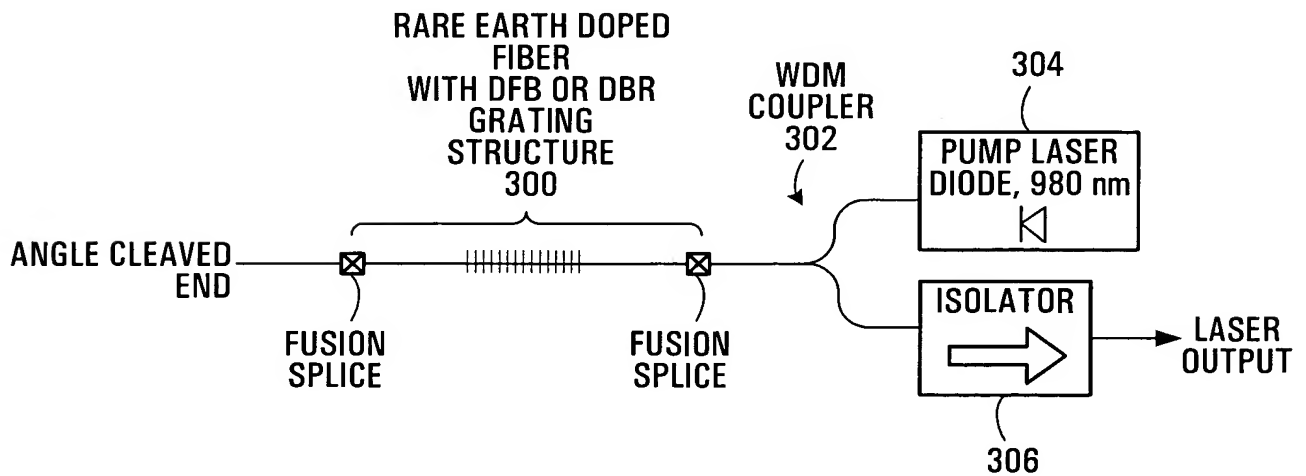 RARE EARTH DOPED
FIBER
WITH DFB OR DBR
GRATING
STRUCTURE
300
WDM
COUPLER
302
304
PUMP LASER
DIODE, 980 nm
ANGLE CLEAVED
END
FUSION
SPLICE
FUSION
SPLICE
ISOLATOR
LASER
OUTPUT
306